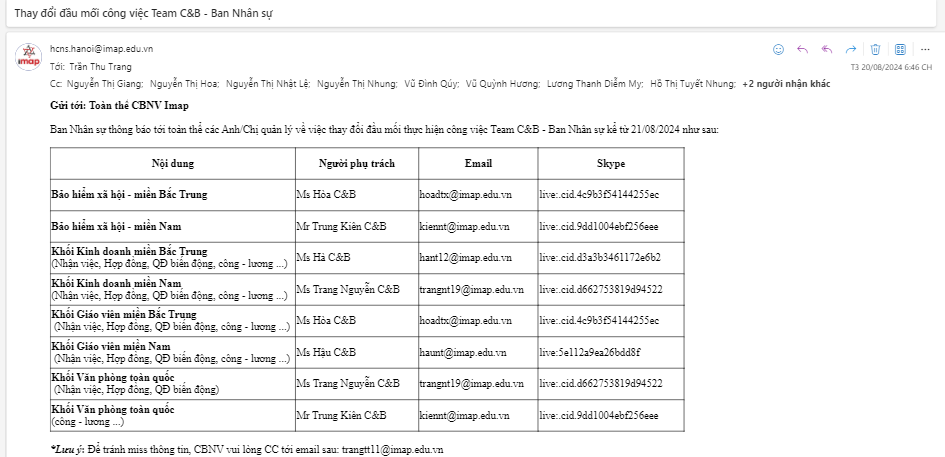 Thay đổi đầu mối công việc Team C&B - Ban Nhân sự
imap
hcns.hanoi@imap.edu.vn
Tới: Trần Thu Trang
T3 20/08/2024 6:46 CH
Cc: Nguyễn Thị Giang; Nguyễn Thị Hoa; Nguyễn Thị Nhật Lệ; Nguyễn Thị Nhung; Vũ Đình Qúy; Vũ Quỳnh Hương; Lương Thanh Diễm My; Hồ Thị Tuyết Nhung; +2 người nhận khác
Gửi tới: Toàn thể CBNV Imap
Ban Nhân sự thông báo tới toàn thể các Anh/Chị quản lý về việc thay đổi đầu mối thực hiện công việc Team C&B - Ban Nhân sự kể từ 21/08/2024 như sau:
Nội dung Người phụ trách Email Skype
Bảo hiểm xã hội - miền Bắc Trung Ms Hòa C&B hoadtx@imap.edu.vn live:.cid.4c9b3f54144255ec
Bảo hiểm xã hội - miền Nam Mr Trung Kiên C&B kiennt@imap.edu.vn live:.cid.9dd1004ebf256eee
Khối Kinh doanh miền Bắc Trung
(Nhận việc, Hợp đồng, QĐ biến động, công - lương ...) Ms Hà C&B hant12@imap.edu.vn live:.cid.d3a3b3461172e6b2
Khối Kinh doanh miền Nam
(Nhận việc, Hợp đồng, QĐ biến động, công - lương ...) Ms Trang Nguyễn C&B trangnt19@imap.edu.vn live:.cid.d662753819d94522
Khối Giáo viên miền Bắc Trung
(Nhận việc, Hợp đồng, QĐ biến động, công - lương ...) Ms Hòa C&B hoadtx@imap.edu.vn live:.cid.4c9b3f54144255ec
Khối Giáo viên miền Nam
(Nhận việc, Hợp đồng, QĐ biến động, công - lương ...) Ms Hậu C&B haunt@imap.edu.vn live:5e112a9ea26bdd8f
Khối Văn phòng toàn quốc
(Nhận việc, Hợp đồng, QĐ biến động) Ms Trang Nguyễn C&B trangnt19@imap.edu.vn live:.cid.d662753819d94522
Khối Văn phòng toàn quốc
(công - lương ...) Mr Trung Kiên C&B kiennt@imap.edu.vn live:.cid.9dd1004ebf256eee
*Lưu ý: Để tránh miss thông tin, CBNV vui lòng CC tới email sau: trangtt11@imap.edu.vn